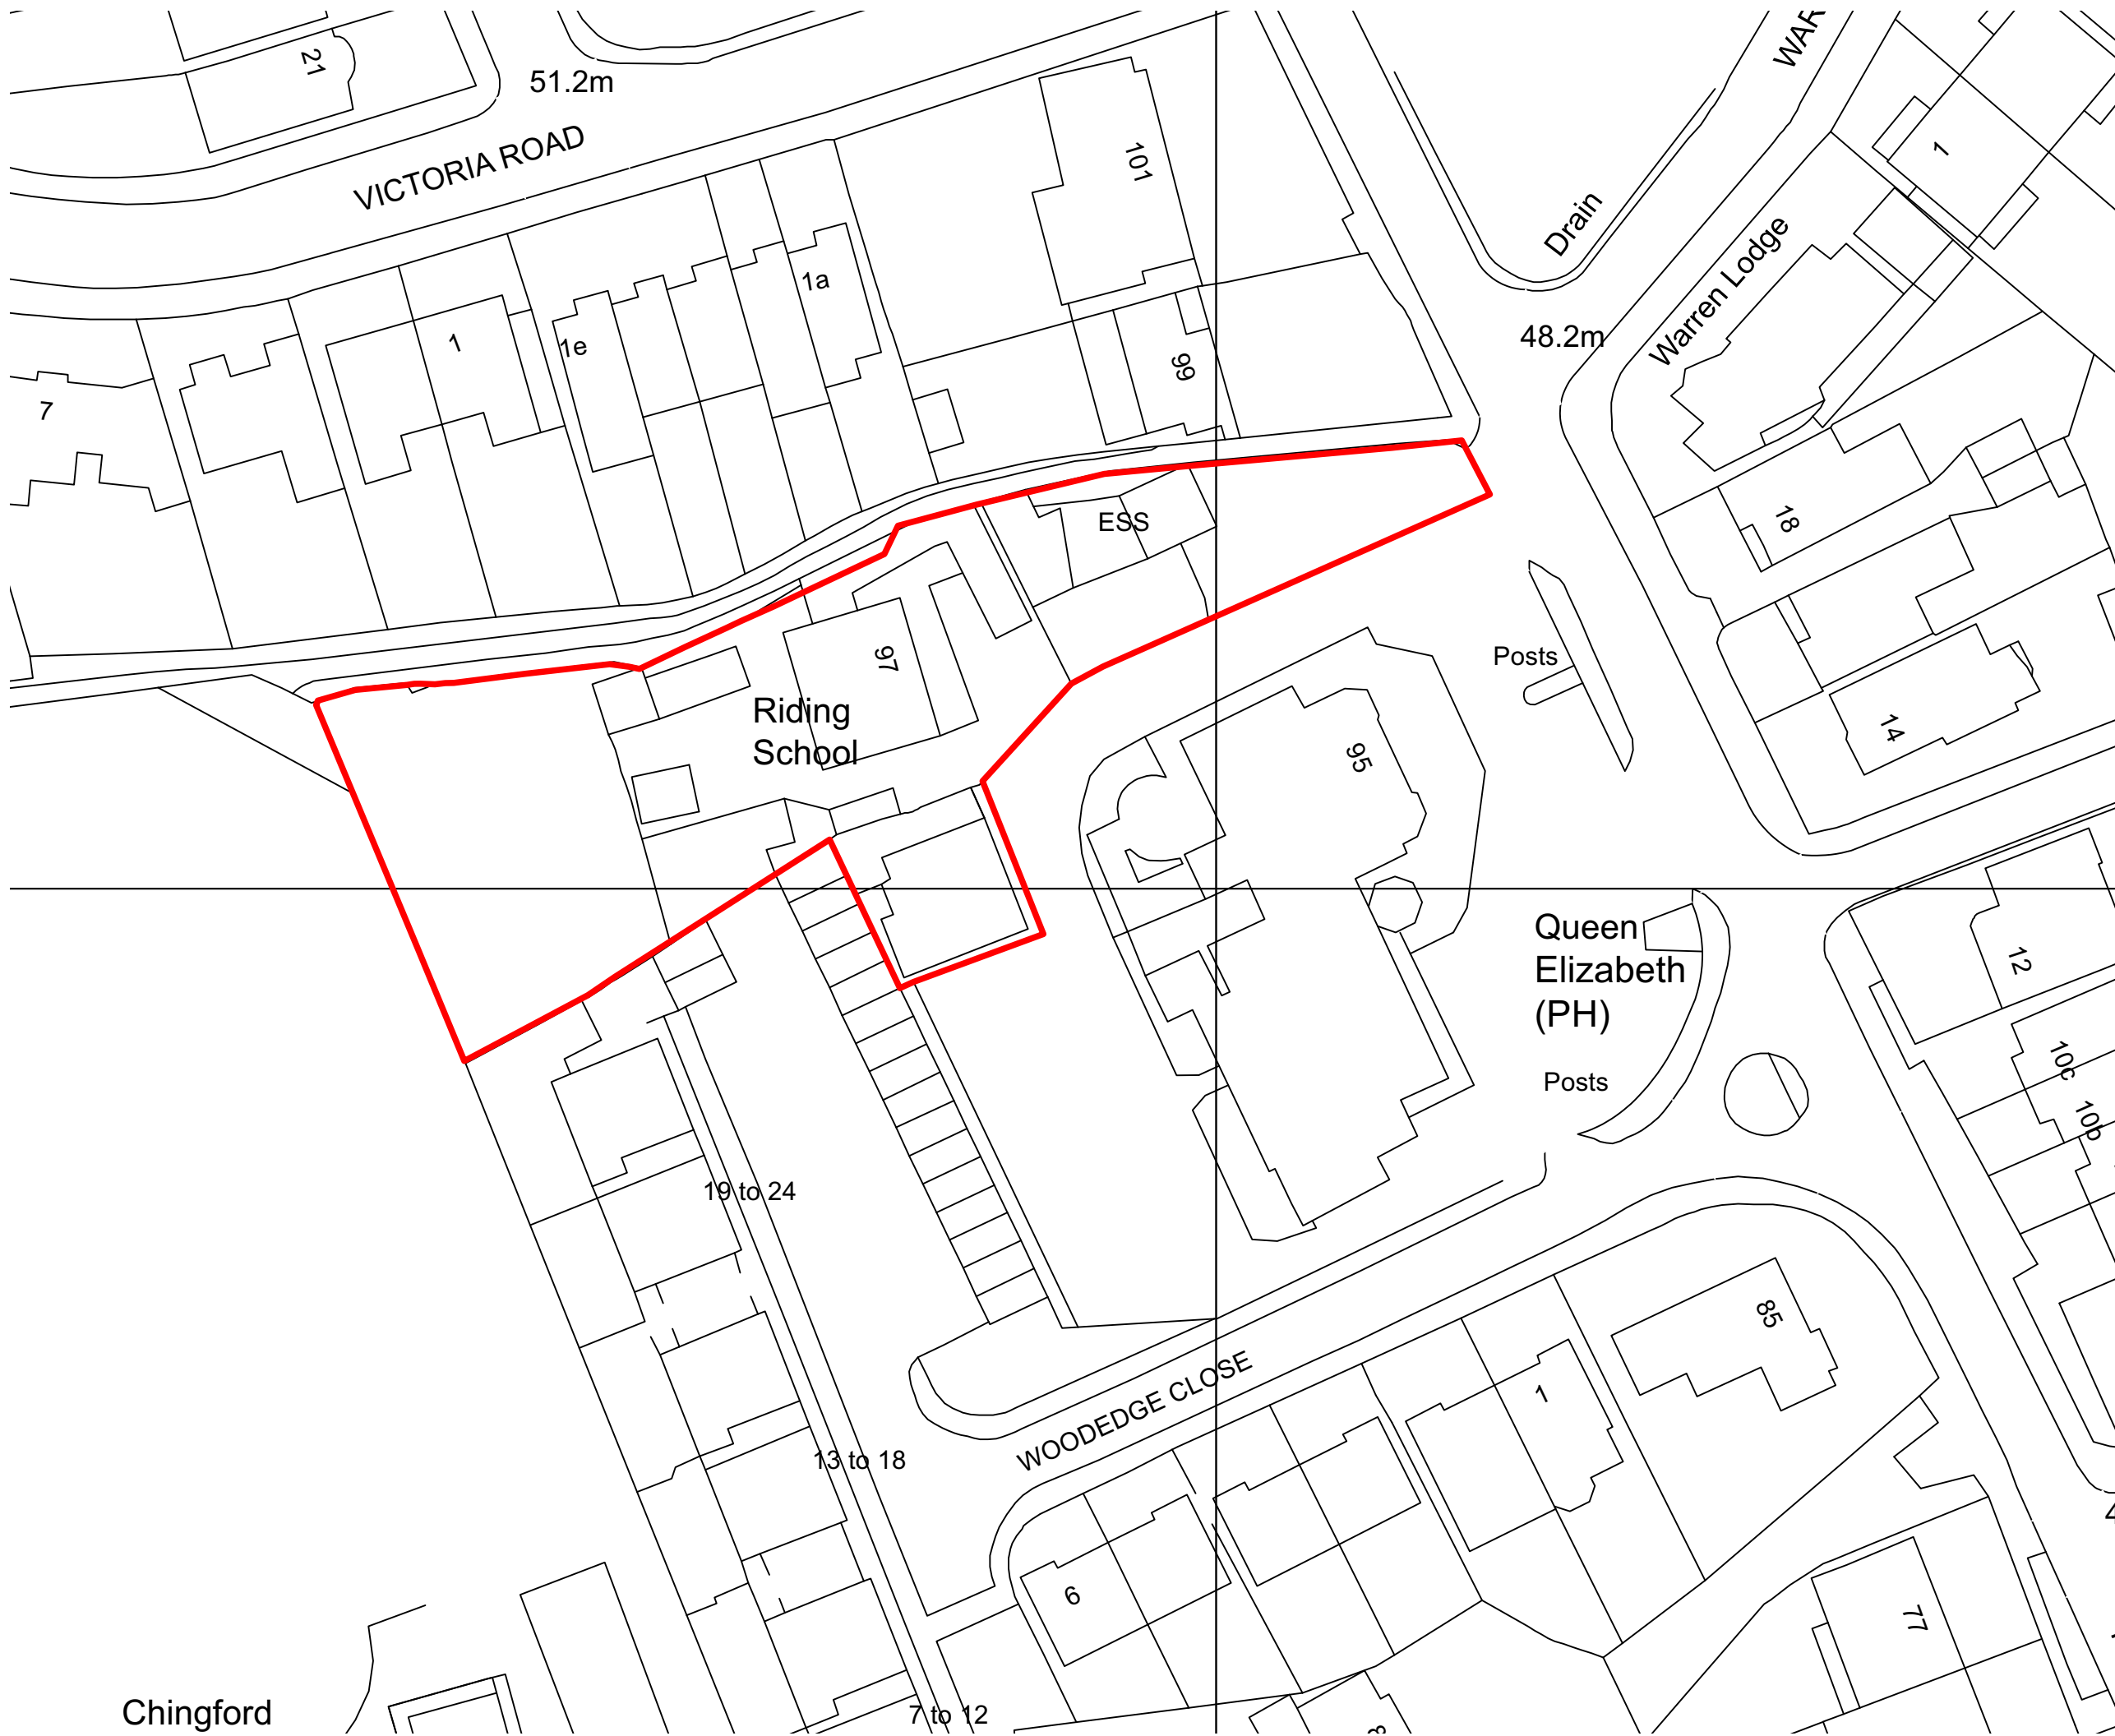 21
51.2m
WAR
VICTORIA ROAD
101
1
Drain
Warren Lodge
1a
48.2m
1
1e
99
7
ESS
18
97
Posts
Riding
School
14
95
Queen
Elizabeth
(PH)
12
10c
Posts
10b
19 to 24
85
WOODEDGE CLOSE
1
13 to 18
6
77
Chingford
7 to 12